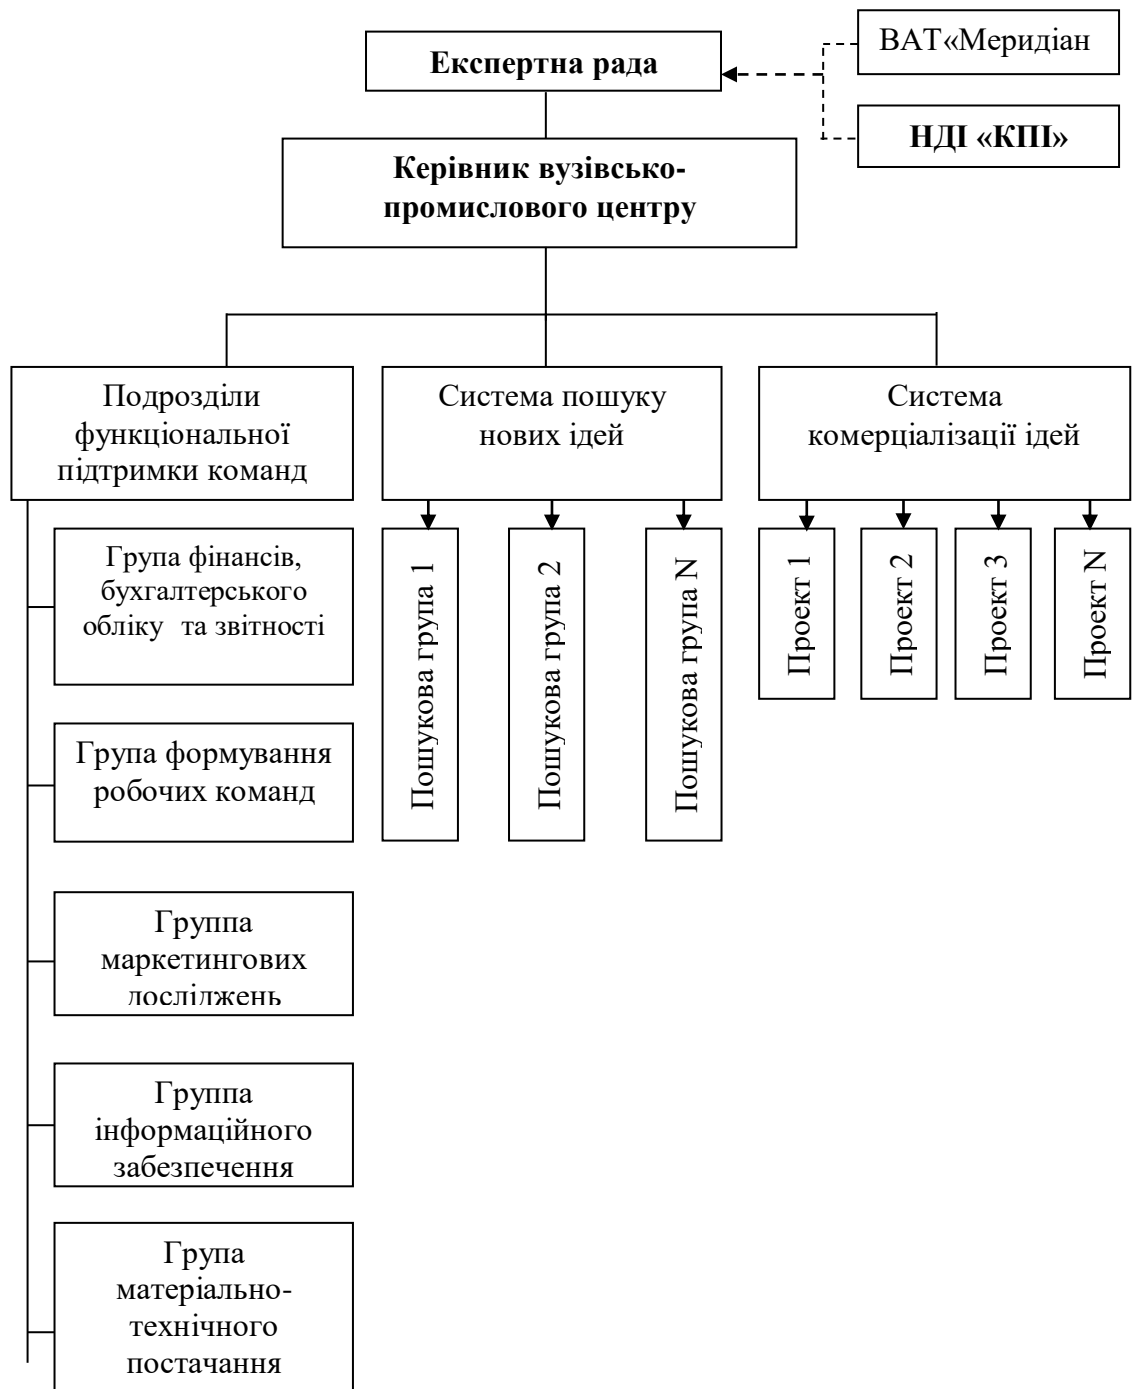 Експертна рада
ВАТ«Меридіан
НДІ «КПІ»
Керівник вузівсько-
промислового центру
Подрозділи
функціональної
підтримки команд
Система пошуку
нових ідей
Система
комерціалізації ідей
Група фінансів,
бухгалтерського
обліку та звітності
Група формування
робочих команд
Группа
маркетингових
досліджень
Группа
інформаційного
забезпечення
Група
матеріально-
технічного
постачання
Пошукова група 1
Пошукова група 2
Пошукова група N
Проект 1
Проект 2
Проект 3
Проект N